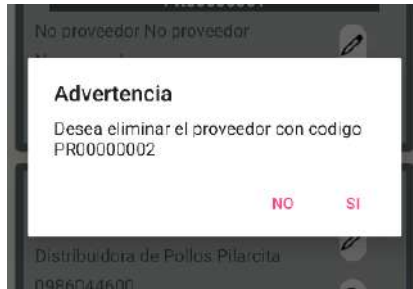 No proveedor No proveedor
Advertencia
Desea eliminar el proveedor con codigo
PR00000002
NO SI
Distribuidora de Pollos Pilarcita
0986044600